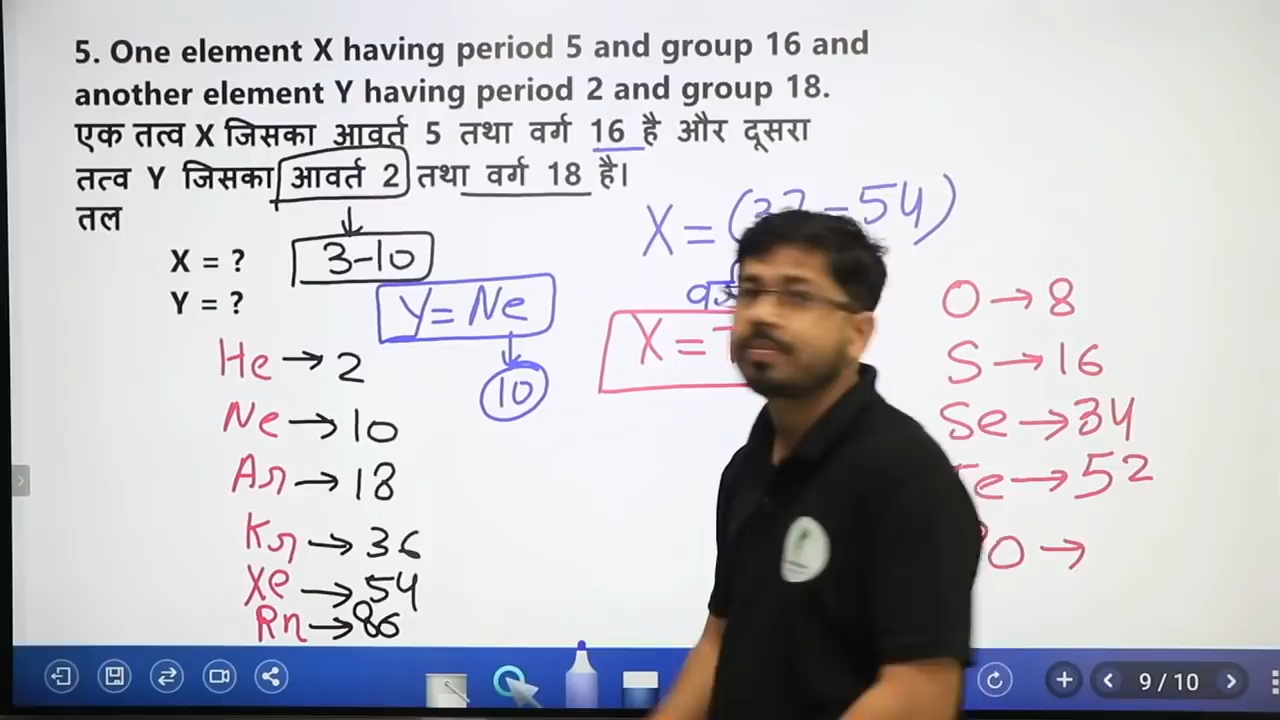 5. One element X having period 5 and group 16 and
another element Y having period 2 and group 18.
एक तत्व X जिसका आवर्त 5 तथा वर्ग 16 है और दूसरा
तत्व Y जिसका आवर्त 2 तथा वर्ग 18 है।
तल
X = ?
3-10
Y = ?
Y = Ne
10
X = ( - 54)
X =
He → 2
Ne → 10
Ar → 18
Kr → 36
Xe → 54
Rn → 86
O → 8
S → 16
Se → 34
Te → 52
→
9 / 10